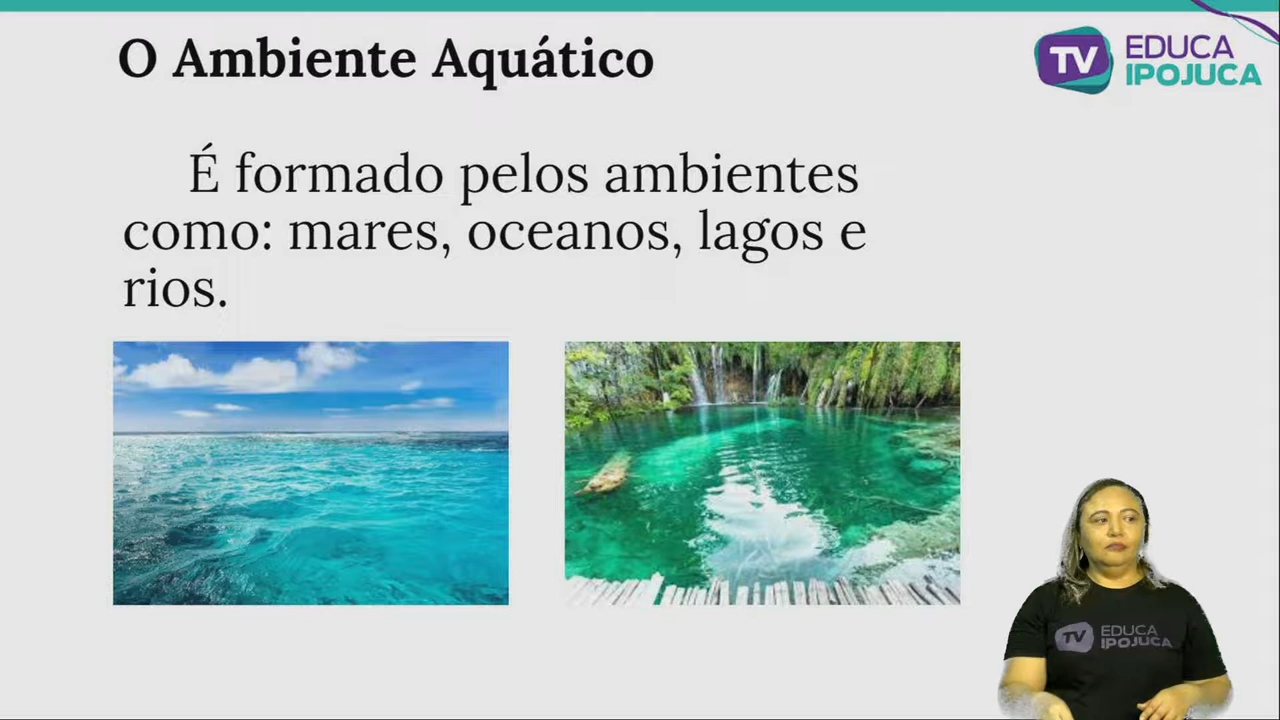 O Ambiente Aquático
TV EDUCA
IPOJUCA
É formado pelos ambientes
como: mares, oceanos, lagos e
rios.
TV EDUCA
IPOJUCA